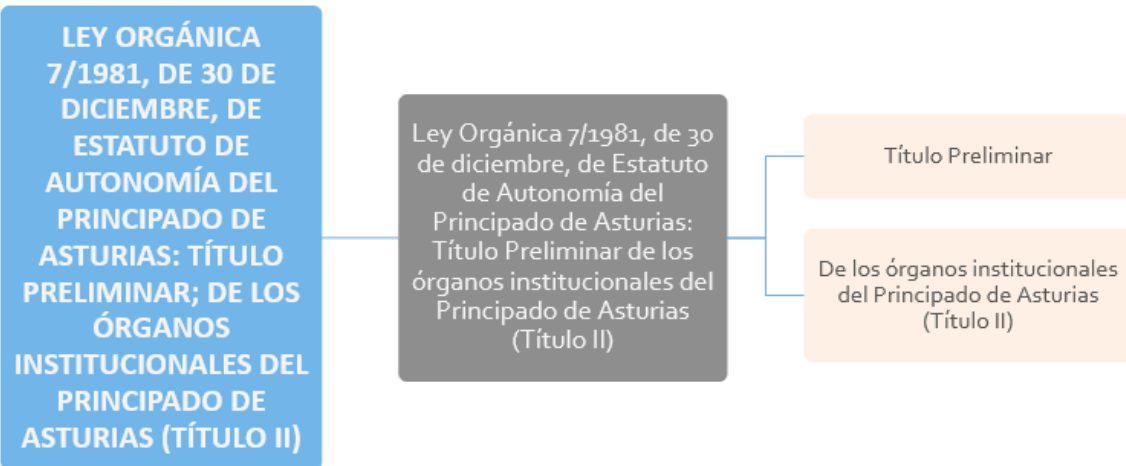 LEY ORGÁNICA
7/1981, DE 30 DE
DICIEMBRE, DE
ESTATUTO DE
AUTONOMÍA DEL
PRINCIPADO DE
ASTURIAS: TÍTULO
PRELIMINAR; DE LOS
ÓRGANOS
INSTITUCIONALES DEL
PRINCIPADO DE
ASTURIAS (TÍTULO II)
Ley Orgánica 7/1981, de 30
de diciembre, de Estatuto
de Autonomía del
Principado de Asturias:
Título Preliminar de los
órganos institucionales del
Principado de Asturias
(Título II)
Título Preliminar
De los órganos institucionales
del Principado de Asturias
(Título II)